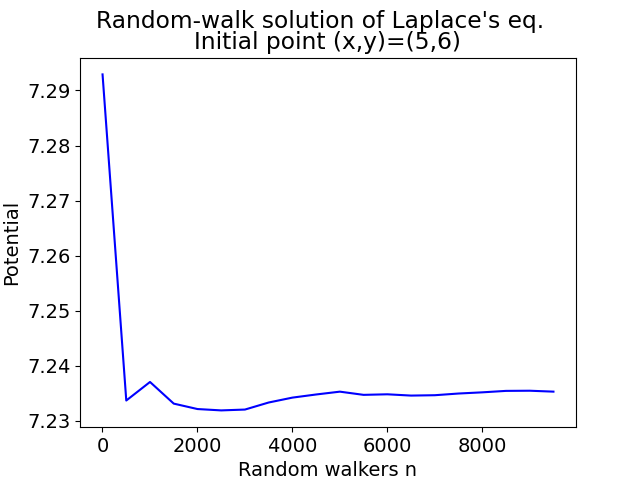 Random-walk solution of Laplace's eq.
Initial point (x,y)=(5,6)
7.29
7.28
7.27
7.26
7.25
7.24
7.23
Potential
0 2000 4000 6000 8000
Random walkers n